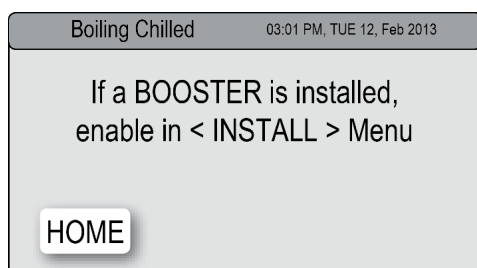 Boiling Chilled 03:01 PM, TUE 12, Feb 2013
If a BOOSTER is installed,
enable in < INSTALL > Menu
HOME